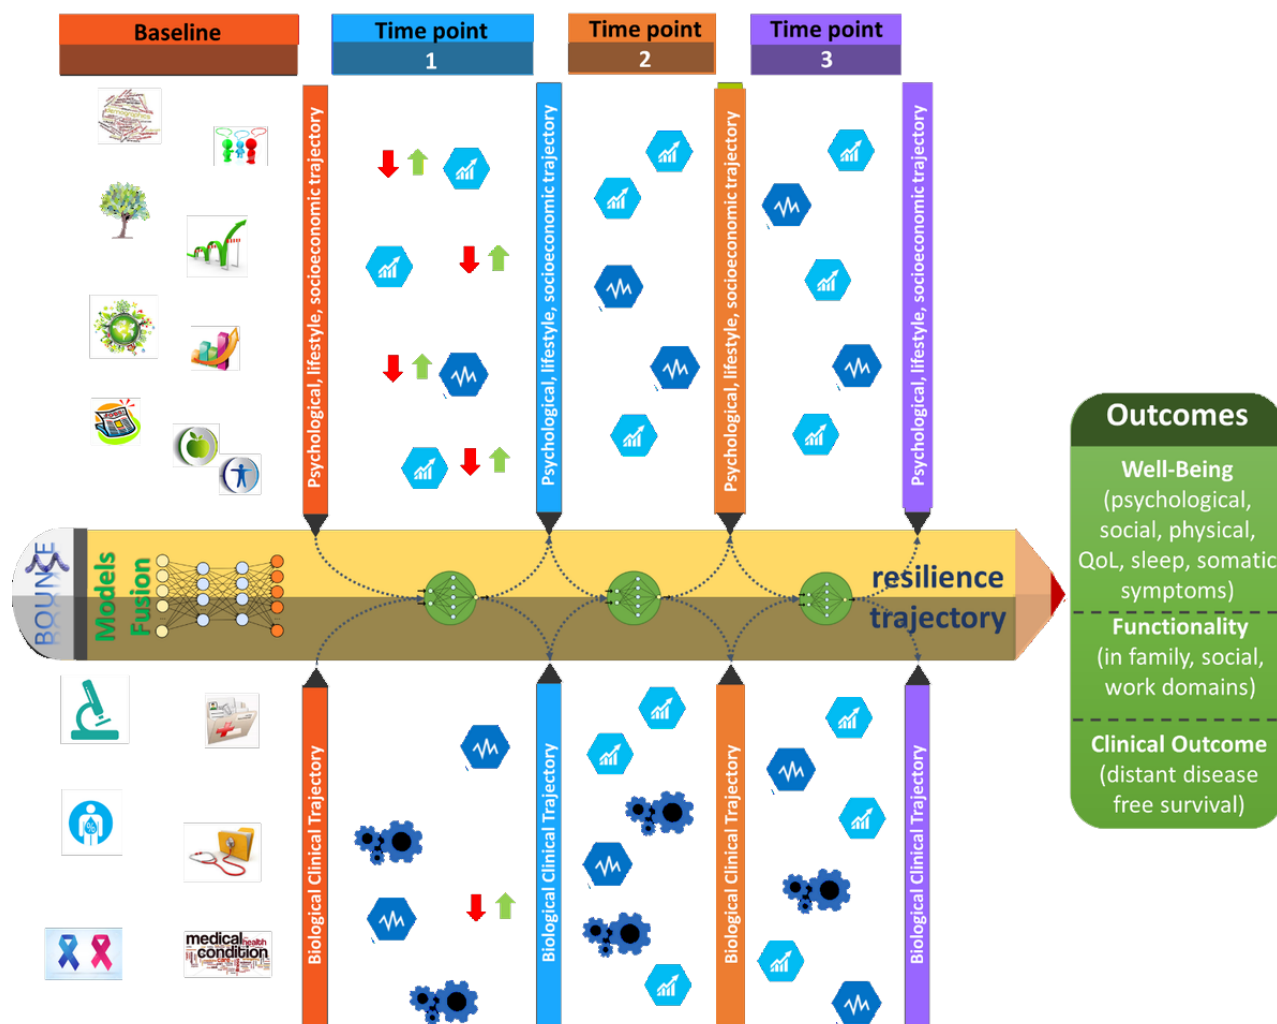 Baseline
Time point
1
Time point
2
Time point
3
Psychological, lifestyle, socioeconomic trajectory
Psychological, lifestyle, socioeconomic trajectory
Psychological, lifestyle, socioeconomic trajectory
Psychological, lifestyle, socioeconomic trajectory
BOUNCE
Models
Fusion
resilience
trajectory
Outcomes
Well-Being
(psychological,
social, physical,
QoL, sleep, somatic
symptoms)
Functionality
(in family, social,
work domains)
Clinical Outcome
(distant disease
free survival)
Biological Clinical Trajectory
Biological Clinical Trajectory
Biological Clinical Trajectory
Biological Clinical Trajectory
%
medical
health
condition